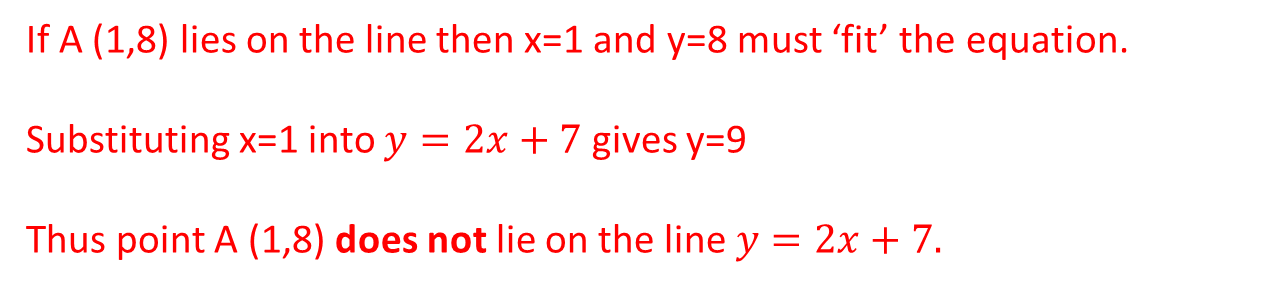 If A (1,8) lies on the line then x=1 and y=8 must ‘fit’ the equation.
Substituting x=1 into y = 2x + 7 gives y=9
Thus point A (1,8) does not lie on the line y = 2x + 7.